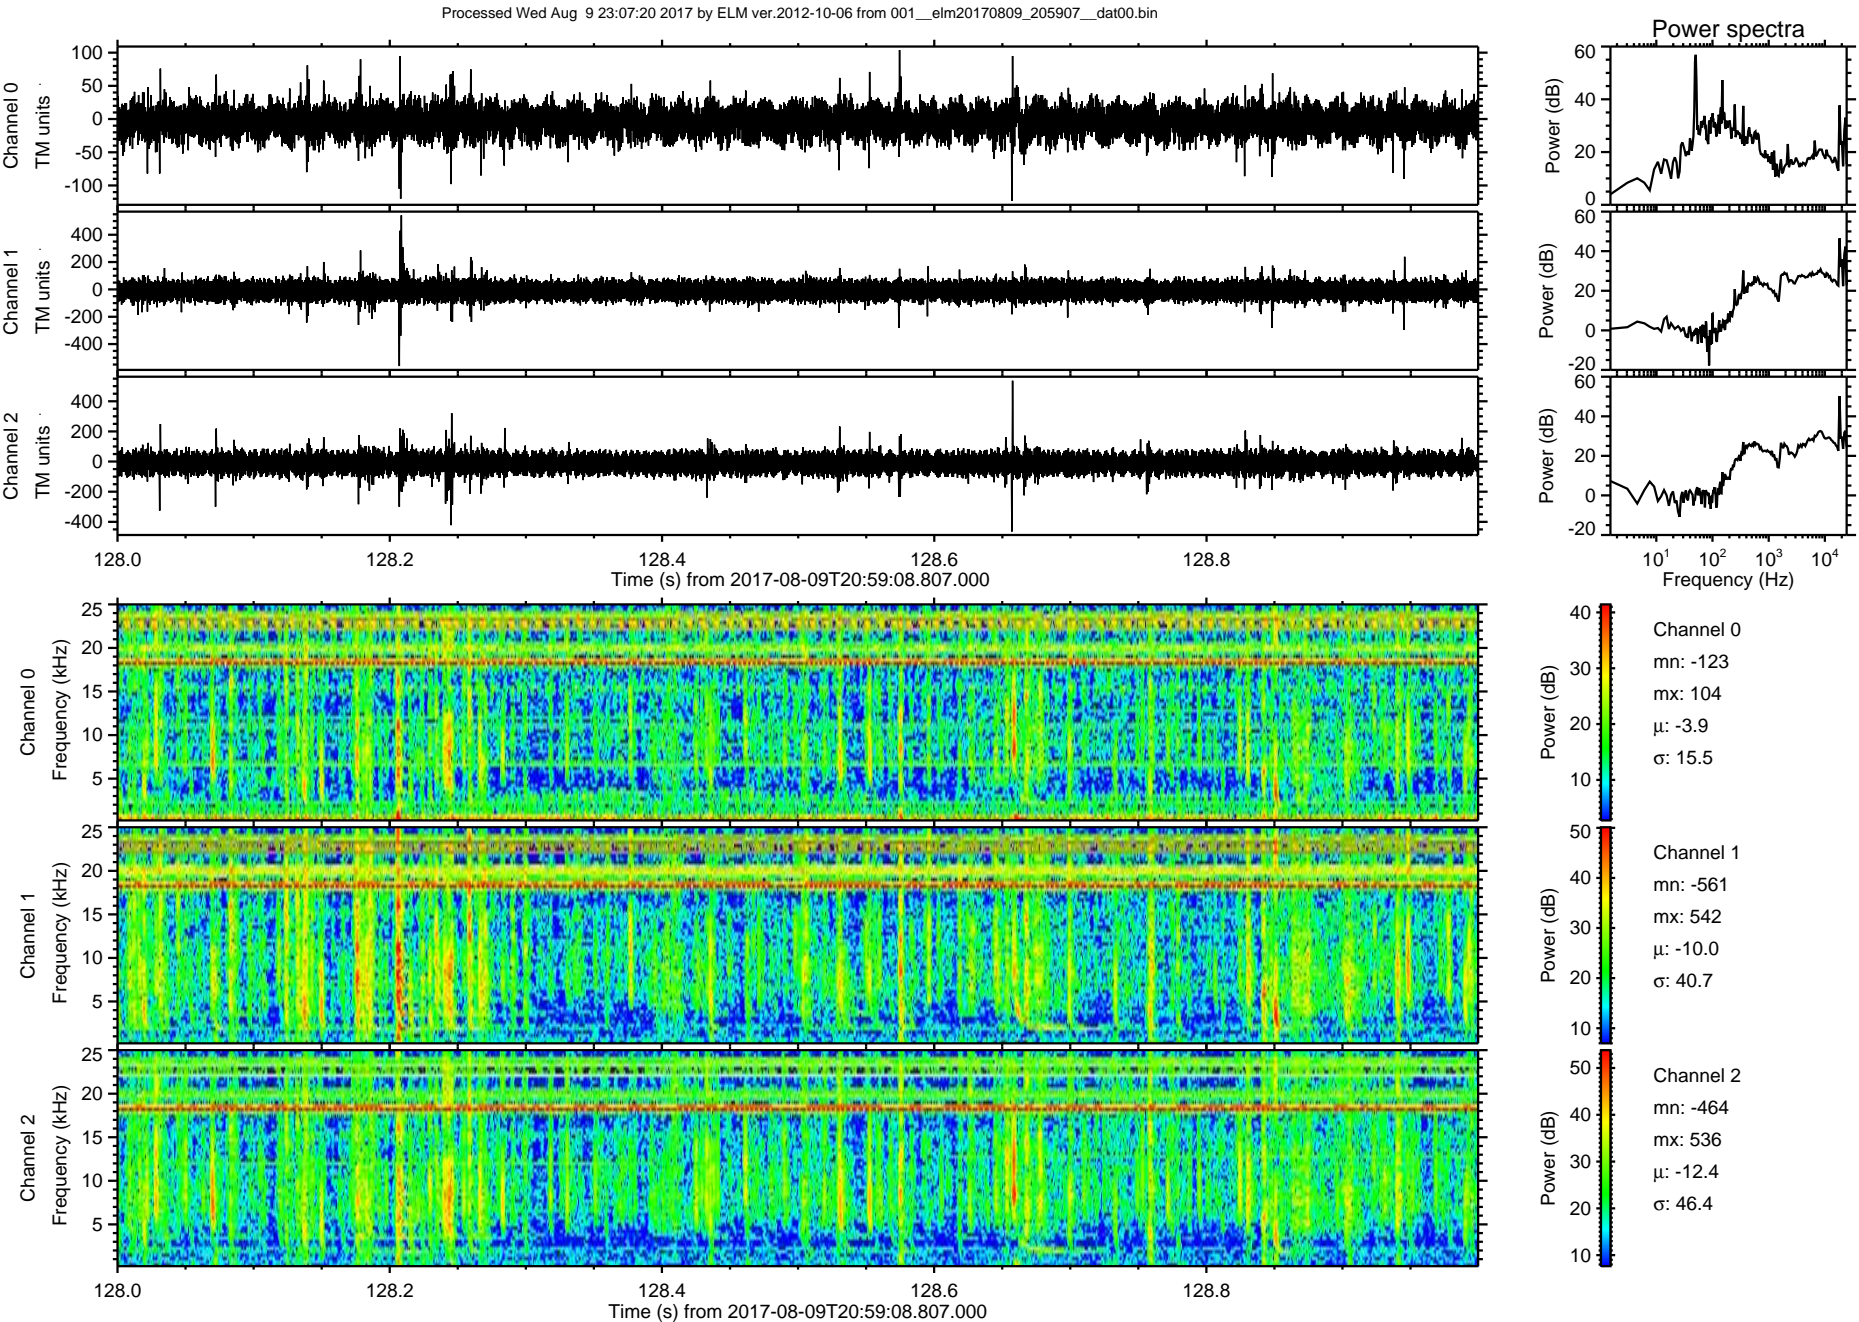 Processed Wed Aug  9 23:07:20 2017 by ELM ver.2012-10-06 from 001__elm20170809_205907__dat00.bin
Power spectra
Channel 0
TM units
100
50
0
-50
-100
Power (dB)
60
40
20
0
Channel 1
TM units
400
200
0
-200
-400
Power (dB)
60
40
20
0
-20
Channel 2
TM units
400
200
0
-200
-400
Power (dB)
60
40
20
0
-20
128.0 128.2 128.4 128.6 128.8
Time (s) from 2017-08-09T20:59:08.807.000
10¹ 10² 10³ 10⁴
Frequency (Hz)
Channel 0
Frequency (kHz)
25
20
15
10
5
Power (dB)
40
30
20
10
Channel 0
mn: -123
mx: 104
μ: -3.9
σ: 15.5
Channel 1
Frequency (kHz)
25
20
15
10
5
Power (dB)
50
40
30
20
10
Channel 1
mn: -561
mx: 542
μ: -10.0
σ: 40.7
Channel 2
Frequency (kHz)
25
20
15
10
5
Power (dB)
50
40
30
20
10
Channel 2
mn: -464
mx: 536
μ: -12.4
σ: 46.4
128.0 128.2 128.4 128.6 128.8
Time (s) from 2017-08-09T20:59:08.807.000